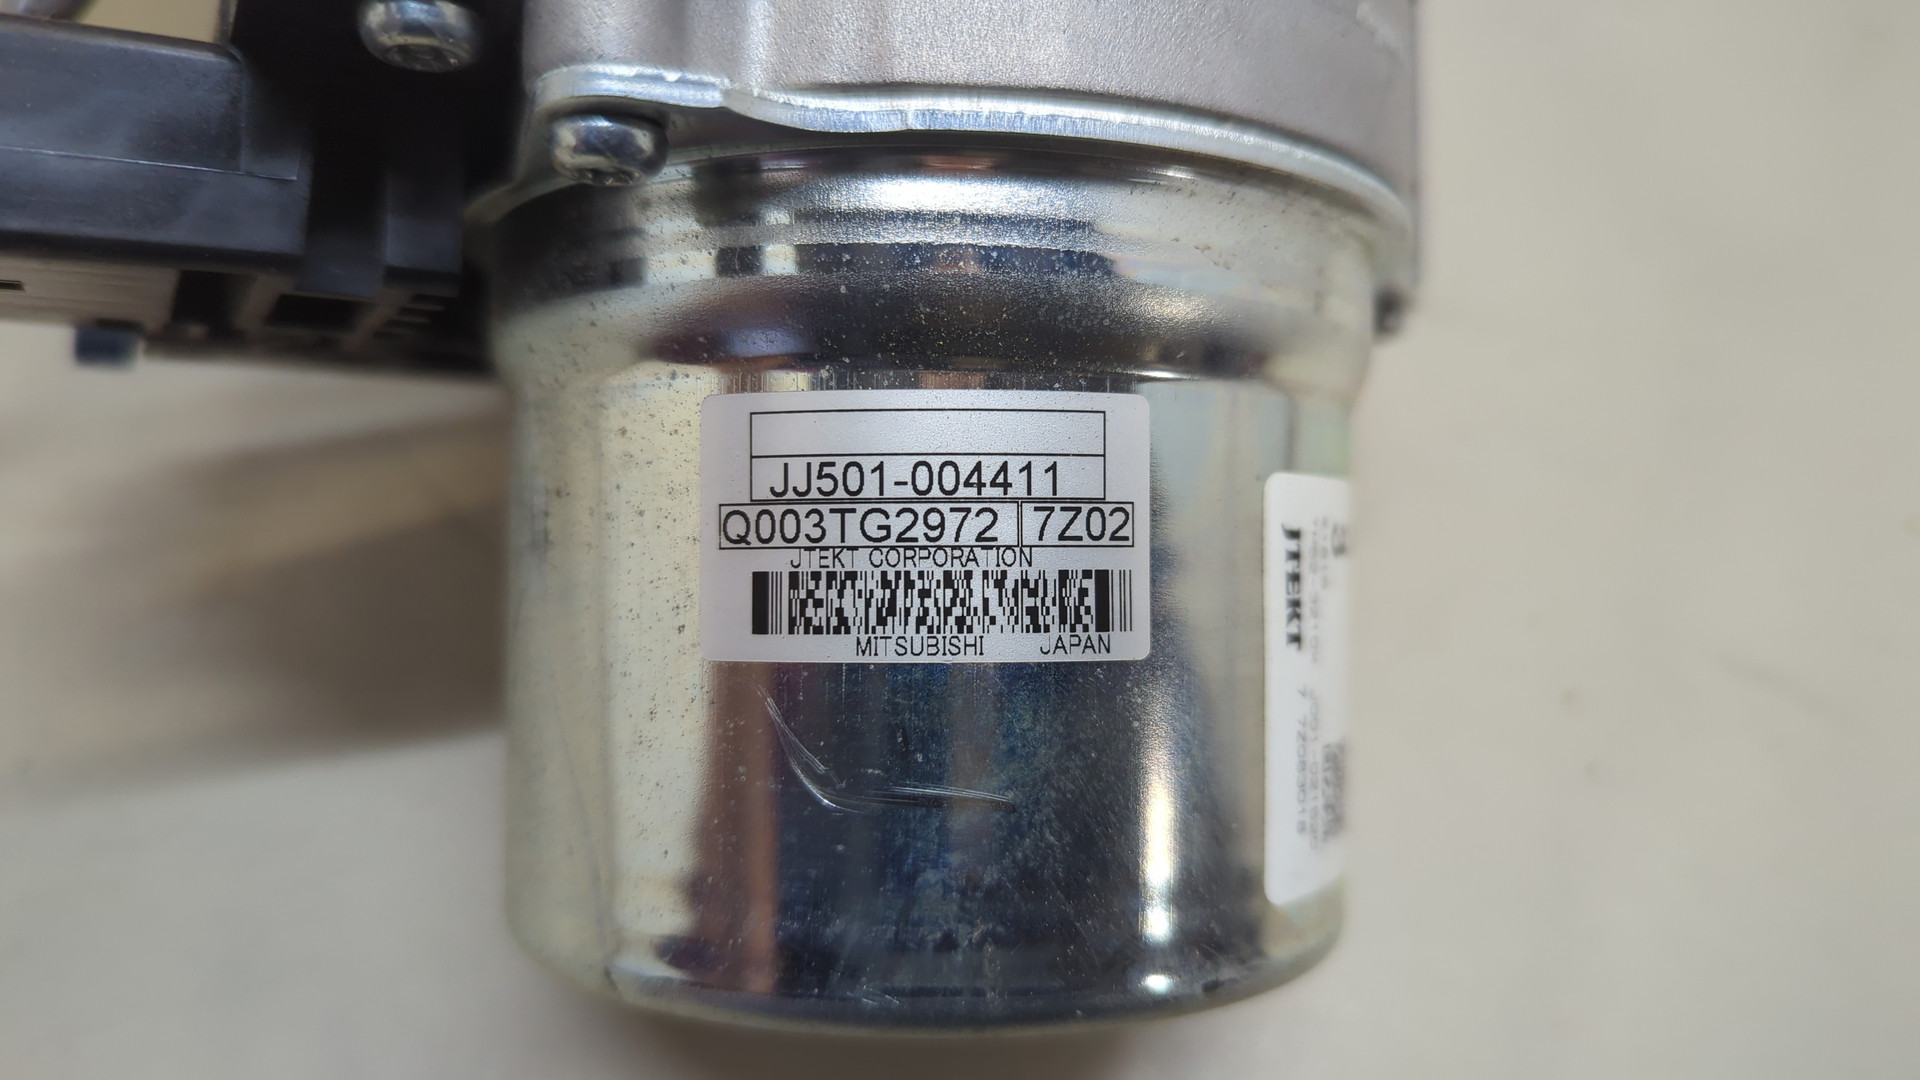 JJ501-004411
Q003TG2972 7Z02
JTEKT CORPORATION
MITSUBISHI JAPAN
JTEKT